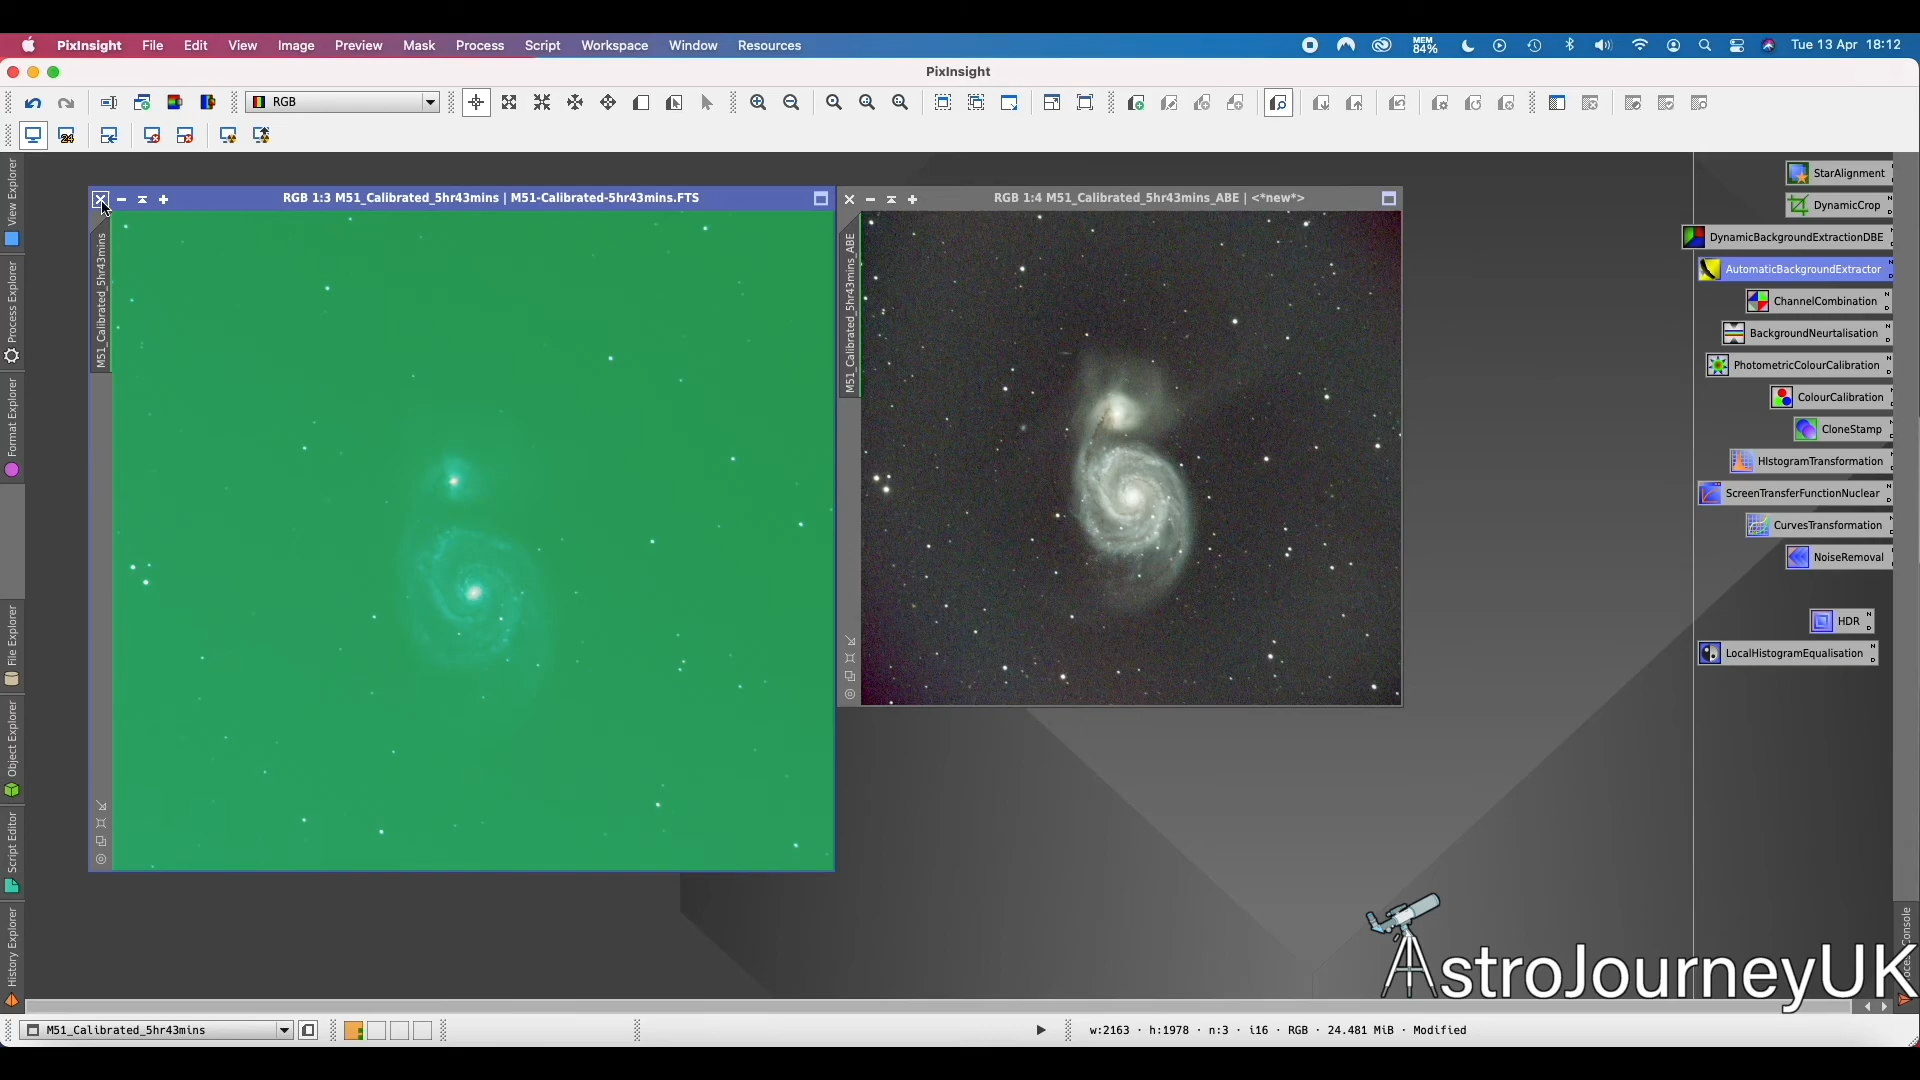 PixInsight File Edit View Image Preview Mask Process Script Workspace Window Resources MEM 84% Tue 13 Apr 18:12
PixInsight
RGB
24
RGB 1:3 M51_Calibrated_5hr43mins | M51-Calibrated-5hr43mins.FTS
RGB 1:4 M51_Calibrated_5hr43mins_ABE | <*new*>
M51_Calibrated_5hr43mins
M51_Calibrated_5hr43mins_ABE
View Explorer
Process Explorer
Format Explorer
File Explorer
Object Explorer
Script Editor
History Explorer
StarAlignment
DynamicCrop
DynamicBackgroundExtractionDBE
AutomaticBackgroundExtractor
ChannelCombination
BackgroundNeurtalisation
PhotometricColourCalibration
ColourCalibration
CloneStamp
HIstogramTransformation
ScreenTransferFunctionNuclear
CurvesTransformation
NoiseRemoval
HDR
LocalHistogramEqualisation
AstroJourneyUK
M51_Calibrated_5hr43mins
w:2163 · h:1978 · n:3 · i16 · RGB · 24.481 MiB · Modified